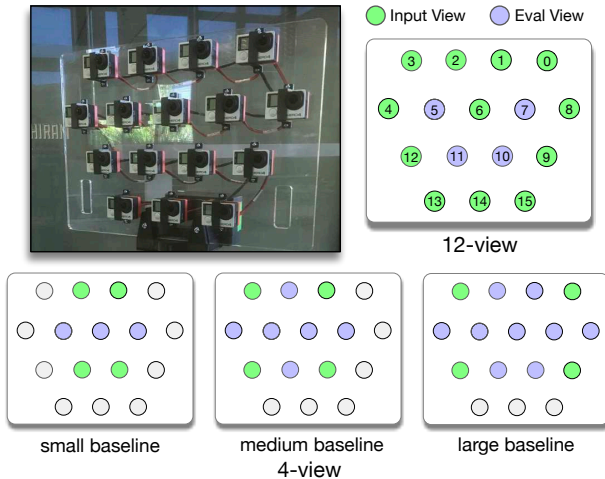 Input View
Eval View
HIRAN
3 2 1 0
4 5 6 7 8
12 11 10 9
13 14 15
12-view
small baseline
medium baseline
large baseline
4-view